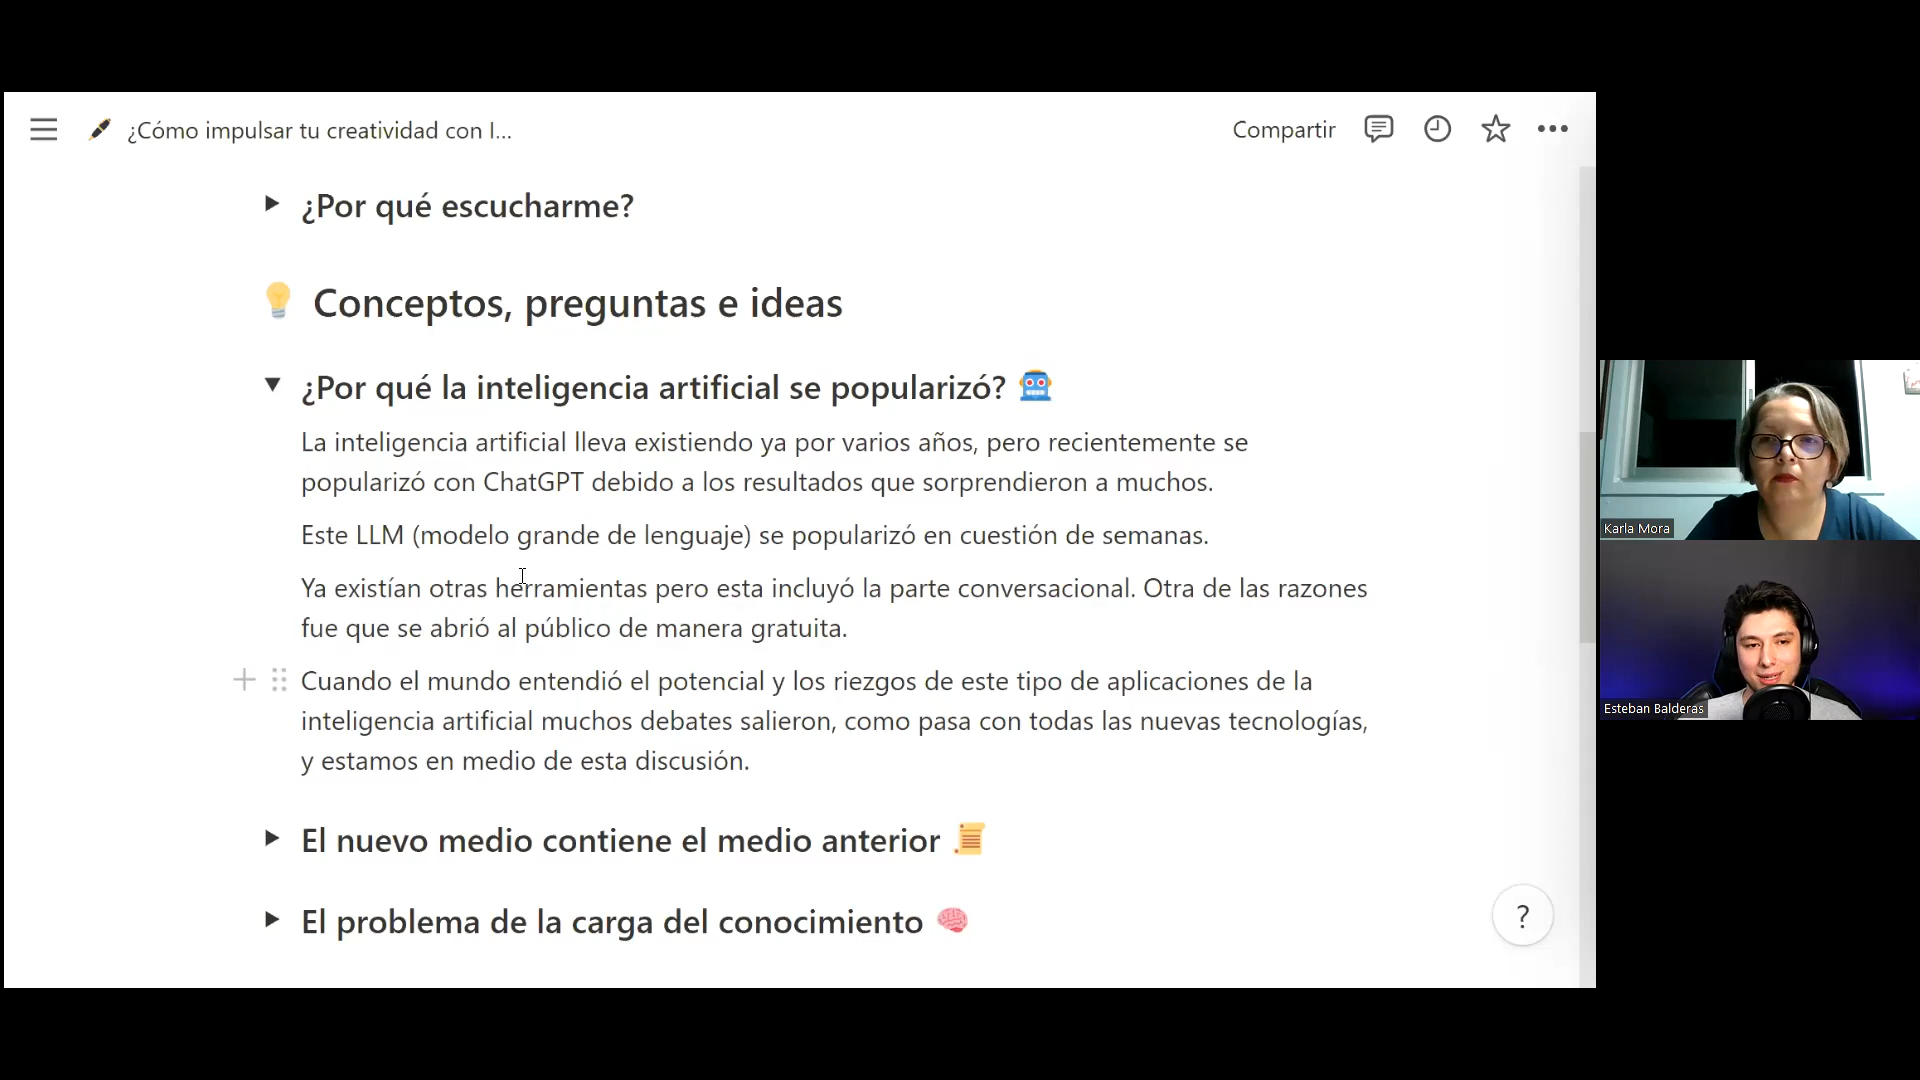 ¿Cómo impulsar tu creatividad con I...
Compartir
¿Por qué escucharme?
Conceptos, preguntas e ideas
¿Por qué la inteligencia artificial se popularizó?
La inteligencia artificial lleva existiendo ya por varios años, pero recientemente se
popularizó con ChatGPT debido a los resultados que sorprendieron a muchos.
Este LLM (modelo grande de lenguaje) se popularizó en cuestión de semanas.
Ya existían otras herramientas pero esta incluyó la parte conversacional. Otra de las razones
fue que se abrió al público de manera gratuita.
Cuando el mundo entendió el potencial y los riezgos de este tipo de aplicaciones de la
inteligencia artificial muchos debates salieron, como pasa con todas las nuevas tecnologías,
y estamos en medio de esta discusión.
El nuevo medio contiene el medio anterior
El problema de la carga del conocimiento
?
Karla Mora
Esteban Balderas